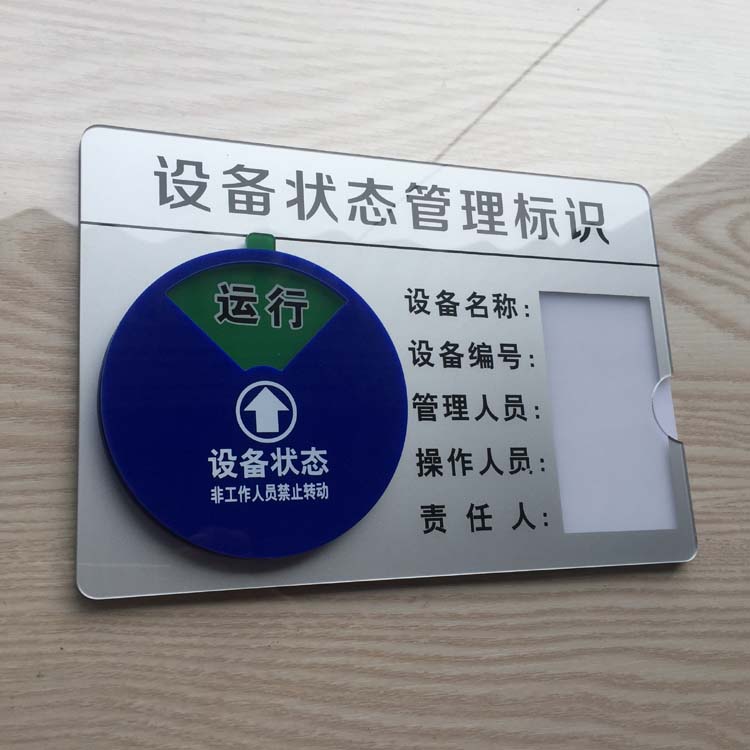 设备状态管理标识
运行
设备状态
非工作人员禁止转动
设备名称:
设备编号:
管理人员:
操作人员:
责任人: